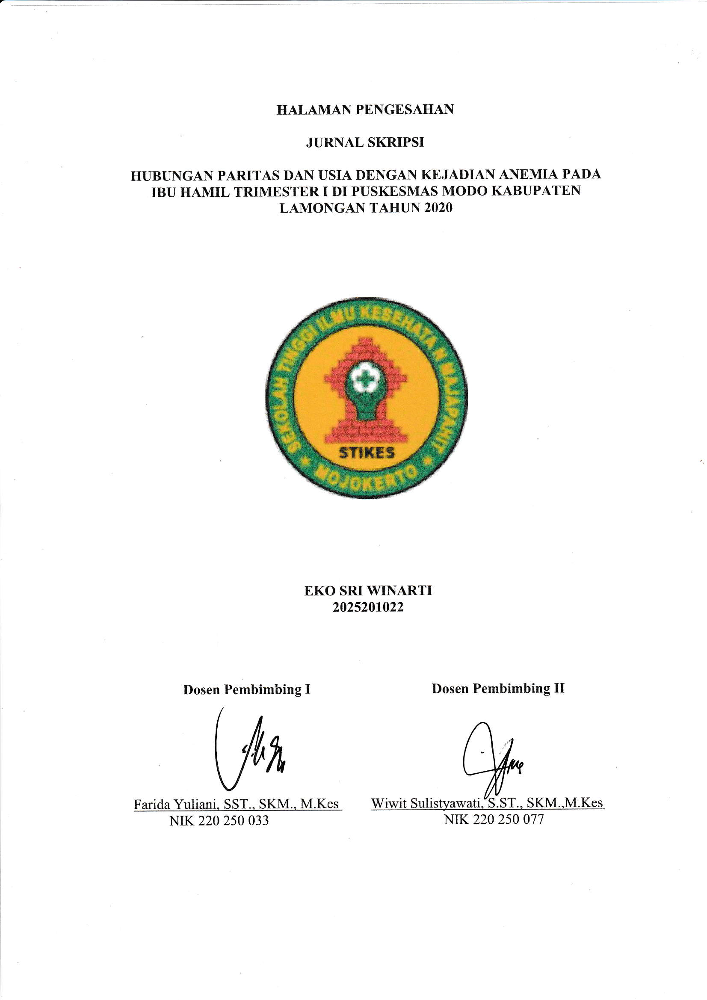 HALAMAN PENGESAHAN
JURNAL SKRIPSI
HUBUNGAN PARITAS DAN USIA DENGAN KEJADIAN ANEMIA PADA
IBU HAMIL TRIMESTER I DI PUSKESMAS MODO KABUPATEN
LAMONGAN TAHUN 2020
SEKOLAH TINGGI ILMU KESEHATAN MAJAPAHIT
STIKES
MOJOKERTO
EKO SRI WINARTI
2025201022
Dosen Pembimbing I
Dosen Pembimbing II
Farida Yuliani, SST., SKM., M.Kes
Wiwit Sulistyawati, S.ST., SKM.,M.Kes
NIK 220 250 033
NIK 220 250 077